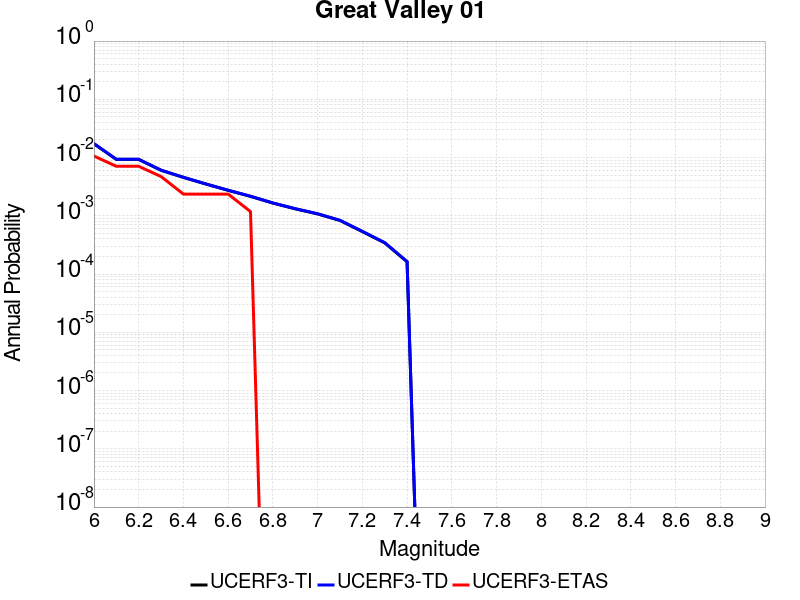 Great Valley 01
10^0
10^-1
10^-2
10^-3
10^-4
10^-5
10^-6
10^-7
10^-8
Annual Probability
6 6.2 6.4 6.6 6.8 7 7.2 7.4 7.6 7.8 8 8.2 8.4 8.6 8.8 9
Magnitude
UCERF3-TI UCERF3-TD UCERF3-ETAS